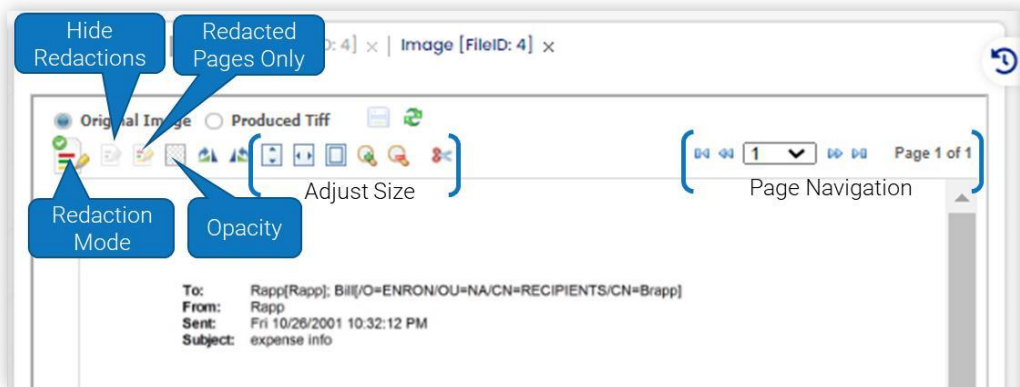 Hide
Redactions
Redacted
Pages Only
D: 4] × | Image [FileID: 4] ×
Original Image Produced Tiff
1 Page 1 of 1
Adjust Size
Page Navigation
Redaction
Mode
Opacity
To: Rapp[Rapp]; Bill[/O=ENRON/OU=NA/CN=RECIPIENTS/CN=Brapp]
From: Rapp
Sent: Fri 10/26/2001 10:32:12 PM
Subject: expense info